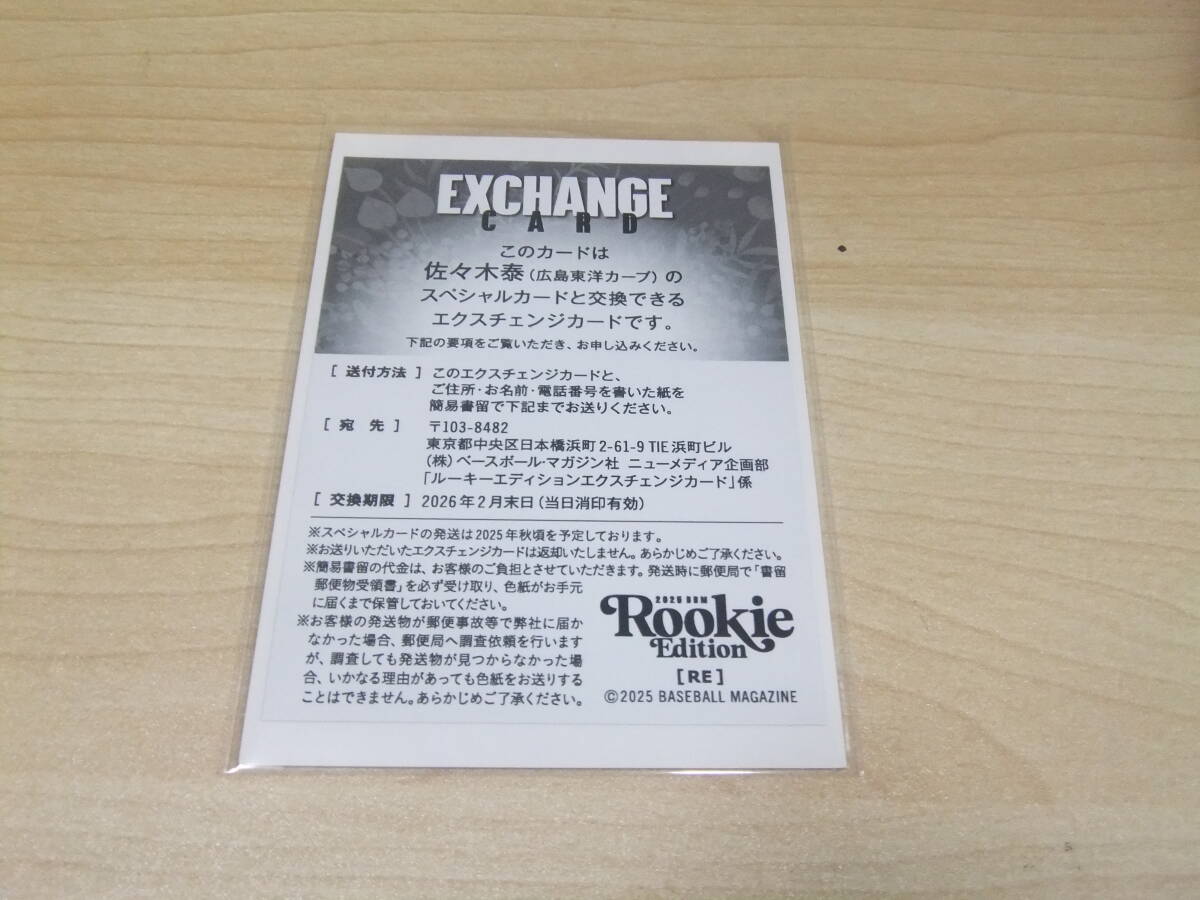 EXCHANGE
CARD
このカードは
佐々木泰（広島東洋カープ）の
スペシャルカードと交換できる
エクスチェンジカードです。
下記の要項をご覧いただき、お申し込みください。
［ 送付方法 ］ このエクスチェンジカードと、
ご住所・お名前・電話番号を書いた紙を
簡易書留で下記までお送りください。
［ 宛 先 ］ 〒103-8482
東京都中央区日本橋浜町2-61-9 TIE 浜町ビル
（株）ベースボール・マガジン社 ニューメディア企画部
「ルーキーエディションエクスチェンジカード」係
［ 交換期限 ］ 2026年2月末日（当日消印有効）
※スペシャルカードの発送は2025年秋頃を予定しております。
※お送りいただいたエクスチェンジカードは返却いたしません。あらかじめご了承ください。
※簡易書留の代金は、お客様のご負担とさせていただきます。発送時に郵便局で「書留
郵便物受領書」を必ず受け取り、色紙がお手元
に届くまで保管しておいてください。
※お客様の発送物が郵便事故等で弊社に届か
なかった場合、郵便局へ調査依頼を行います
が、調査しても発送物が見つからなかった場
合、いかなる理由があっても色紙をお送りする
ことはできません。あらかじめご了承ください。
2025 BBM
Rookie
Edition
［RE］
©2025 BASEBALL MAGAZINE